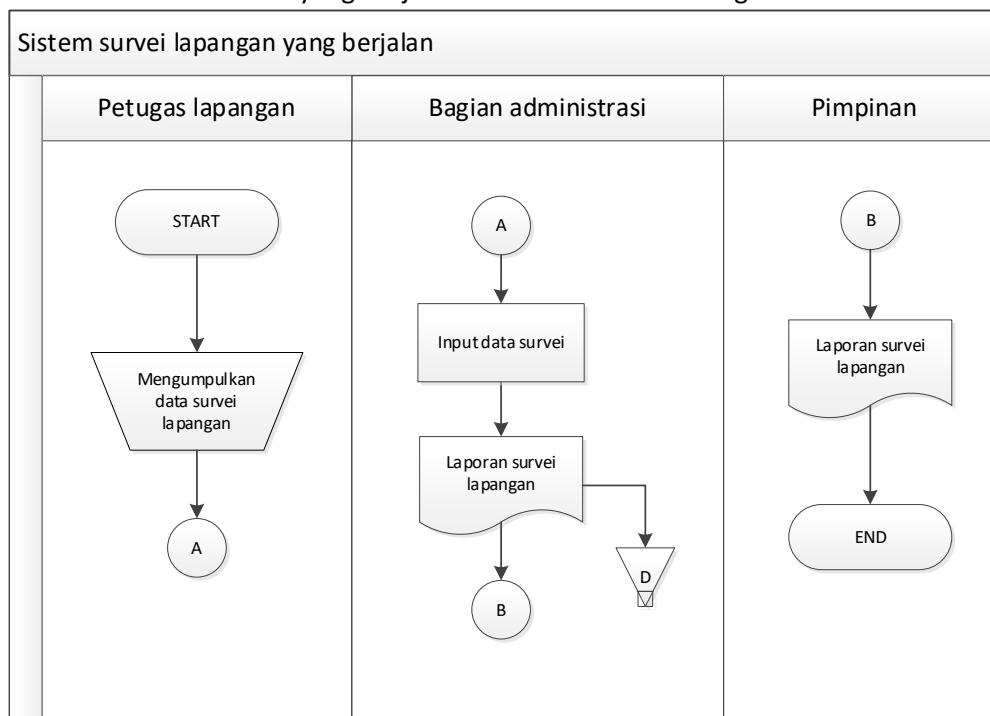 Sistem survei lapangan yang berjalan
Petugas lapangan
Bagian administrasi
Pimpinan
START
Mengumpulkan
data survei
lapangan
A
A
Input data survei
Laporan survei
lapangan
D
B
B
Laporan survei
lapangan
END